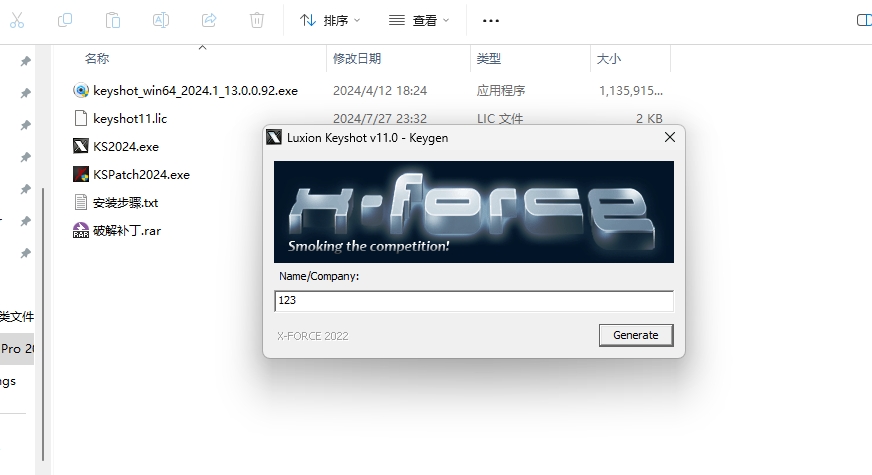 排序
查看
名称
修改日期
类型
大小
keyshot_win64_2024.1_13.0.0.92.exe
2024/4/12 18:24
应用程序
1,135,915...
keyshot11.lic
2024/7/27 23:32
LIC 文件
2 KB
KS2024.exe
KSPatch2024.exe
安装步骤.txt
RAR
破解补丁.rar
Luxion Keyshot v11.0 - Keygen
x-force
Smoking the competition!
Name/Company:
123
X-FORCE 2022
Generate
类文件
Pro 20
ngs